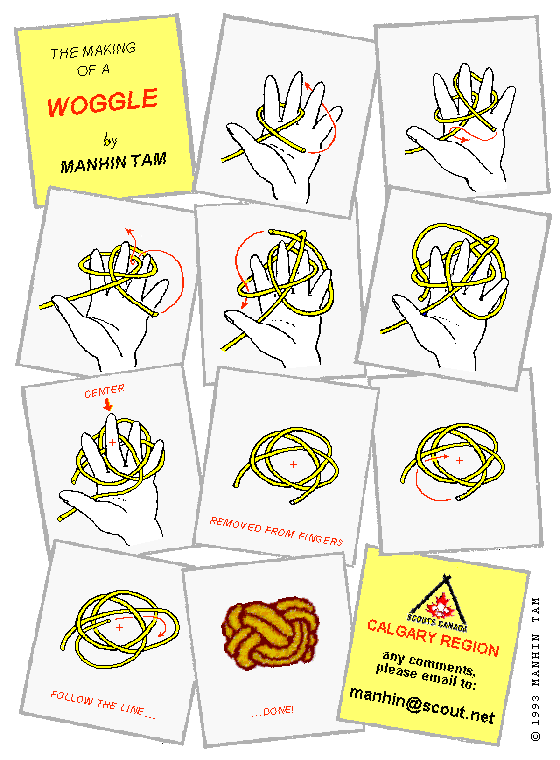 THE MAKING
OF A
WOGGLE
by
MANHIN TAM
CENTER
REMOVED FROM FINGERS
FOLLOW THE LINE...
...DONE!
SCOUTS CANADA
CALGARY REGION
any comments,
please email to:
manhin@scout.net
© 1993 MANHIN TAM